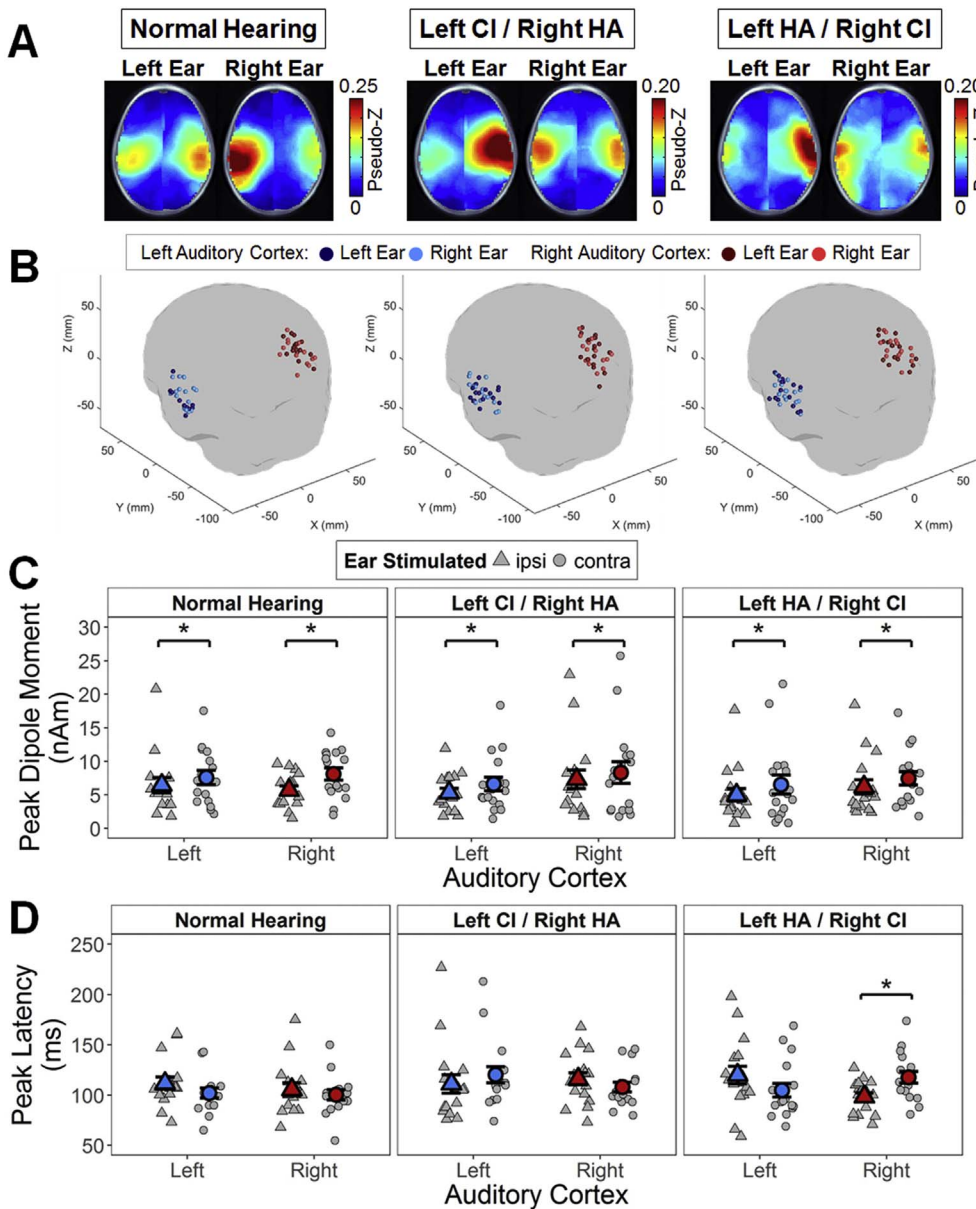 A
Normal Hearing
Left CI / Right HA
Left HA / Right CI
Left Ear Right Ear
Left Ear Right Ear
Left Ear Right Ear
0.25
Pseudo-Z
0
0.20
Pseudo-Z
0
0.20
0
B
Left Auditory Cortex: Left Ear Right Ear Right Auditory Cortex: Left Ear Right Ear
50
0
-50
Z (mm)
50
0
-50
-100
Y (mm)
-50
0
50
X (mm)
50
0
-50
Z (mm)
50
0
-50
-100
Y (mm)
-50
0
50
X (mm)
50
0
-50
Z (mm)
50
0
-50
-100
Y (mm)
-50
0
50
X (mm)
Ear Stimulated ipsi contra
C
Normal Hearing
Left CI / Right HA
Left HA / Right CI
Peak Dipole Moment
(nAm)
30
25
20
15
10
5
0
* * * * * *
Left Right Left Right Left Right
Auditory Cortex
D
Normal Hearing
Left CI / Right HA
Left HA / Right CI
Peak Latency
(ms)
250
200
150
100
50
*
Left Right Left Right Left Right
Auditory Cortex